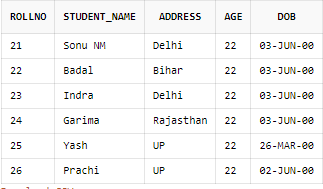 ROLLNO STUDENT_NAME ADDRESS AGE DOB
21 Sonu NM Delhi 22 03-JUN-00
22 Badal Bihar 22 03-JUN-00
23 Indra Delhi 22 03-JUN-00
24 Garima Rajasthan 22 03-JUN-00
25 Yash UP 22 26-MAR-00
26 Prachi UP 22 02-JUN-00